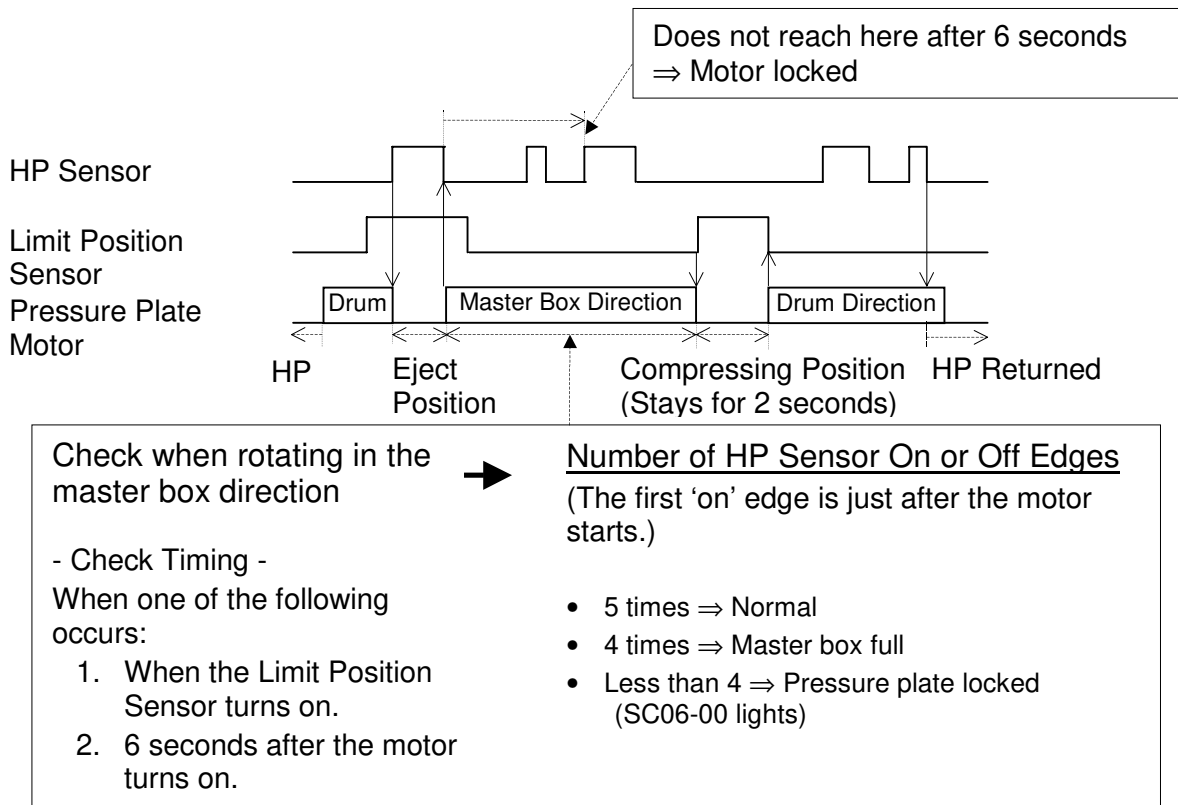 Does not reach here after 6 seconds
⇒ Motor locked
HP Sensor
Limit Position
Sensor
Pressure Plate
Motor
Drum
Master Box Direction
Drum Direction
HP
Eject
Position
Compressing Position
(Stays for 2 seconds)
HP Returned
Check when rotating in the
master box direction
- Check Timing -
When one of the following
occurs:
1. When the Limit Position
Sensor turns on.
2. 6 seconds after the motor
turns on.
Number of HP Sensor On or Off Edges
(The first ‘on’ edge is just after the motor
starts.)
• 5 times ⇒ Normal
• 4 times ⇒ Master box full
• Less than 4 ⇒ Pressure plate locked
(SC06-00 lights)